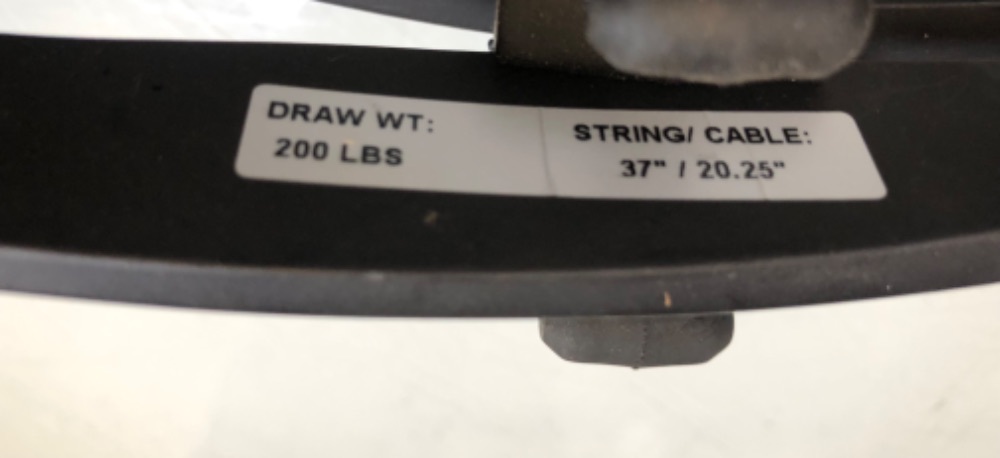 DRAW WT:
200 LBS
STRING/ CABLE:
37" / 20.25"